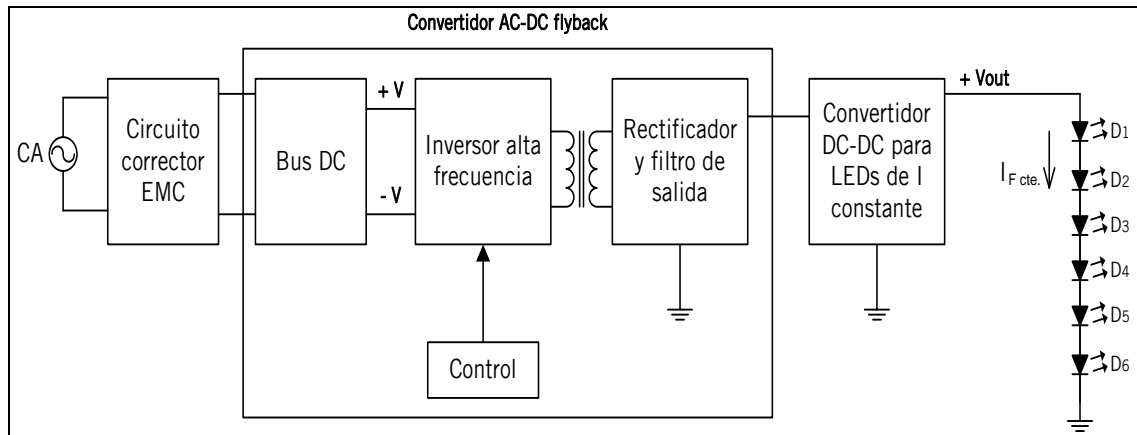 Convertidor AC-DC flyback
CA
Circuito
corrector
EMC
Bus DC
+ V
- V
Inversor alta
frecuencia
Control
Rectificador
y filtro de
salida
Convertidor
DC-DC para
LEDs de I
constante
+ Vout
I F cte.
D1
D2
D3
D4
D5
D6